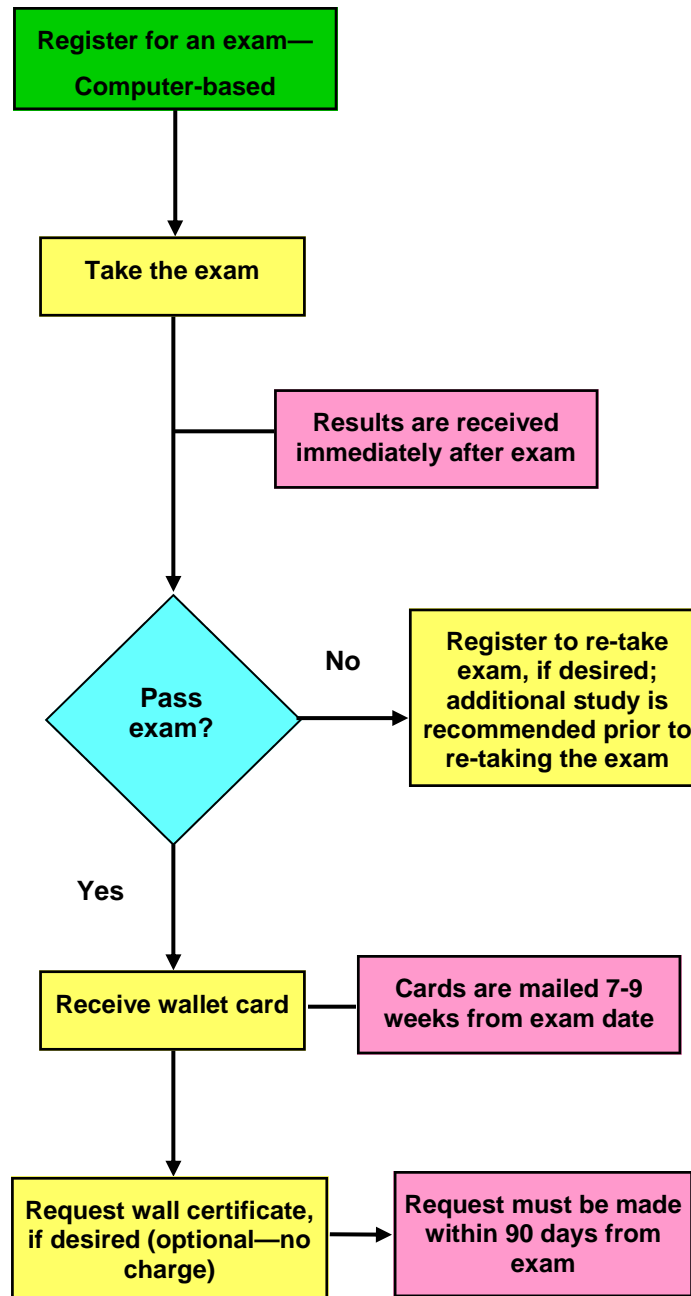 Register for an exam—
Computer-based
Take the exam
Results are received
immediately after exam
Pass
exam?
No
Register to re-take
exam, if desired;
additional study is
recommended prior to
re-taking the exam
Yes
Receive wallet card
Cards are mailed 7-9
weeks from exam date
Request wall certificate,
if desired (optional—no
charge)
Request must be made
within 90 days from
exam